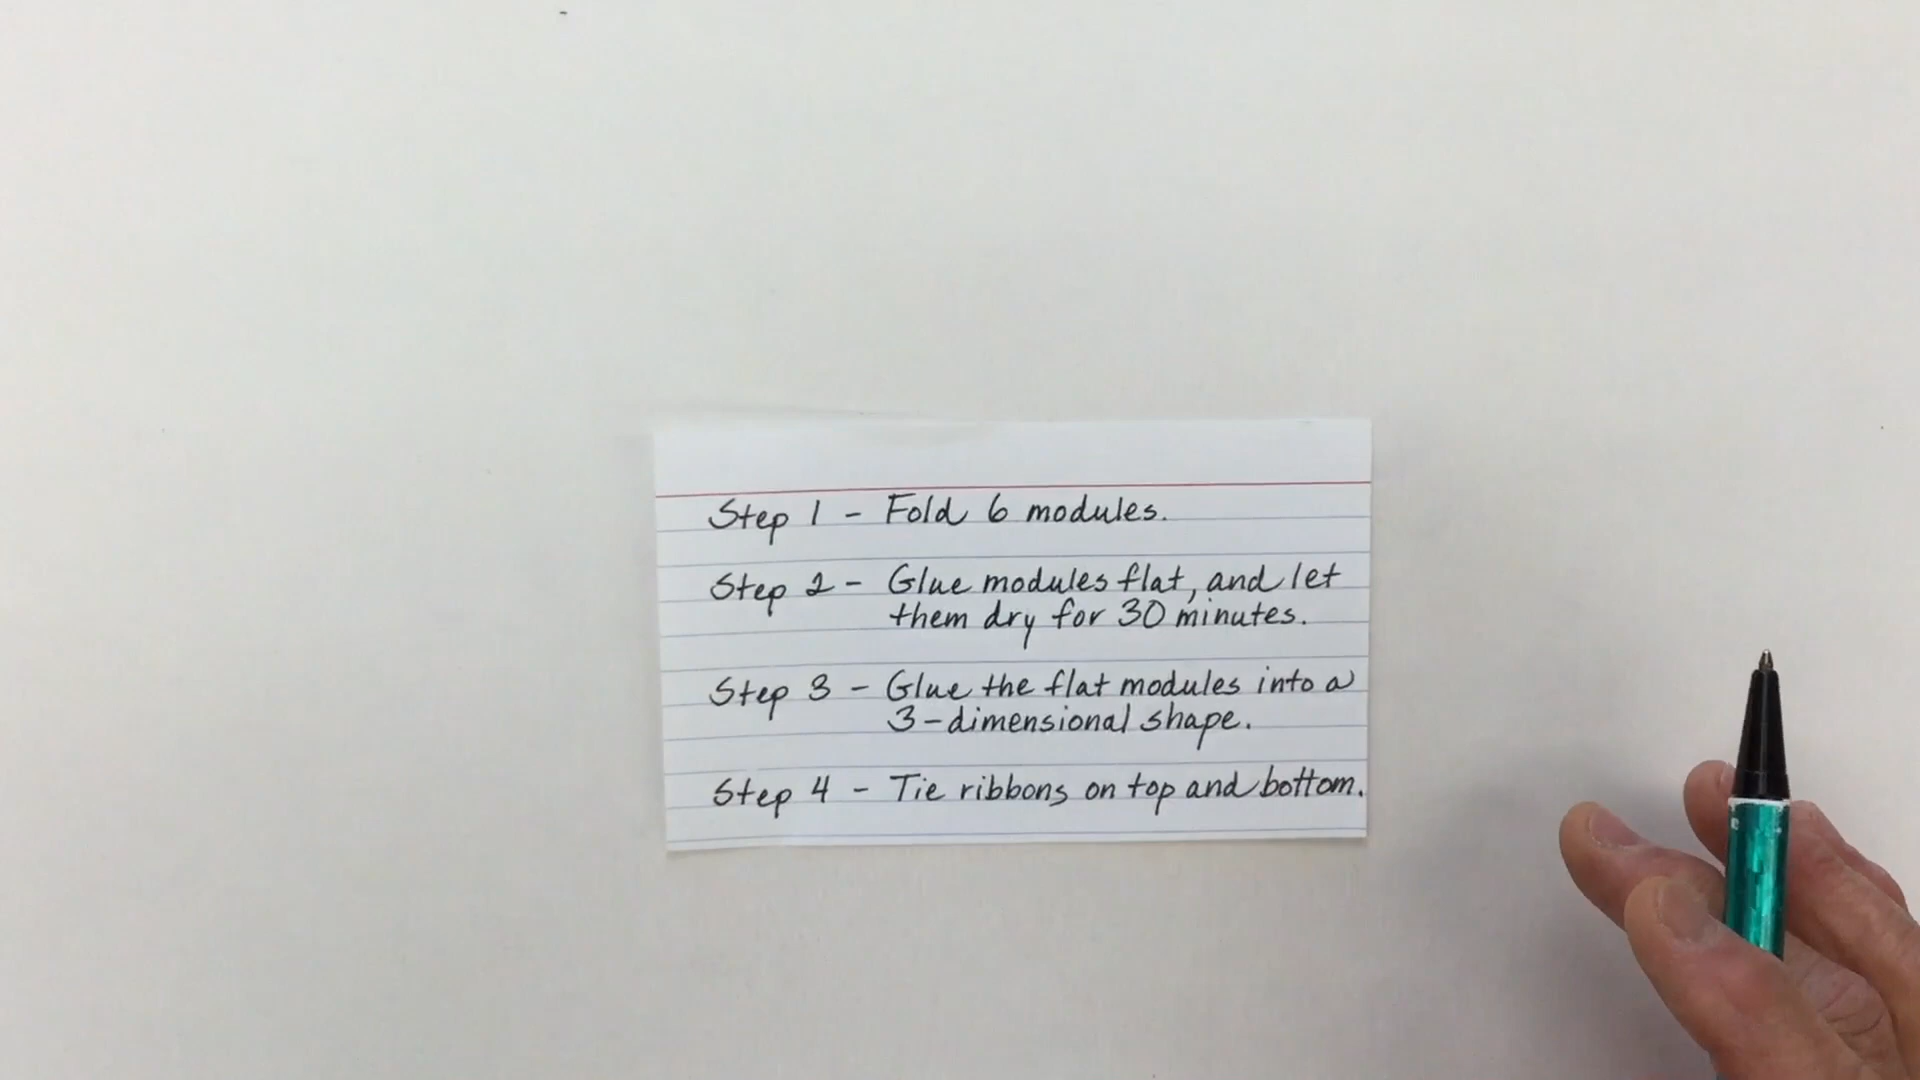 Step 1 - Fold 6 modules.
Step 2 - Glue modules flat, and let
them dry for 30 minutes.
Step 3 - Glue the flat modules into a
3-dimensional shape.
Step 4 - Tie ribbons on top and bottom.